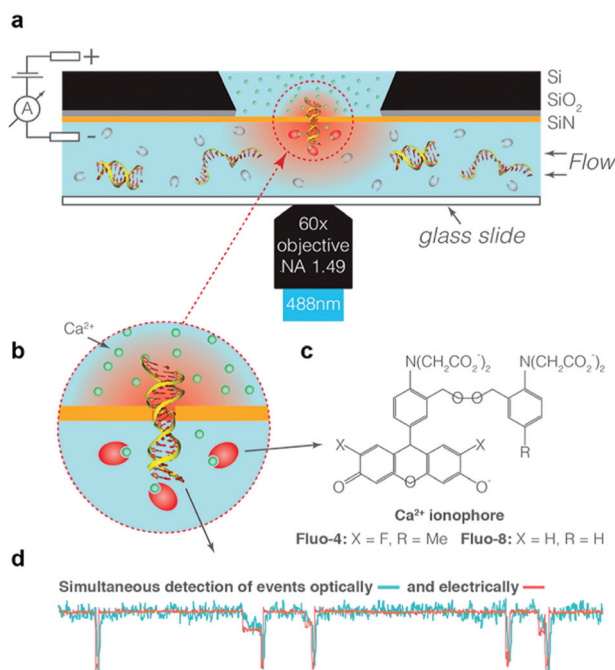 a
+
A
-
Si
SiO2
SiN
Flow
glass slide
60x
objective
NA 1.49
488nm
b
Ca²⁺
c
N(CH₂CO₂⁻)₂ N(CH₂CO₂⁻)₂
O O
R
X X
O O O⁻
Ca²⁺ ionophore
Fluo-4: X = F, R = Me Fluo-8: X = H, R = H
d
Simultaneous detection of events optically — and electrically —